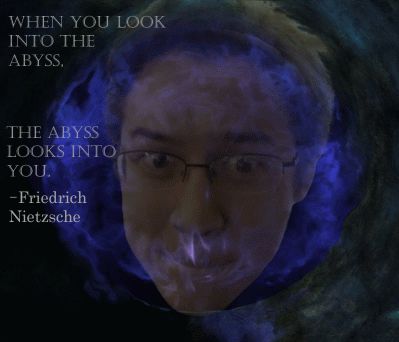 WHEN YOU LOOK
INTO THE
ABYSS,
THE ABYSS
LOOKS INTO
YOU.
-Friedrich
Nietzsche